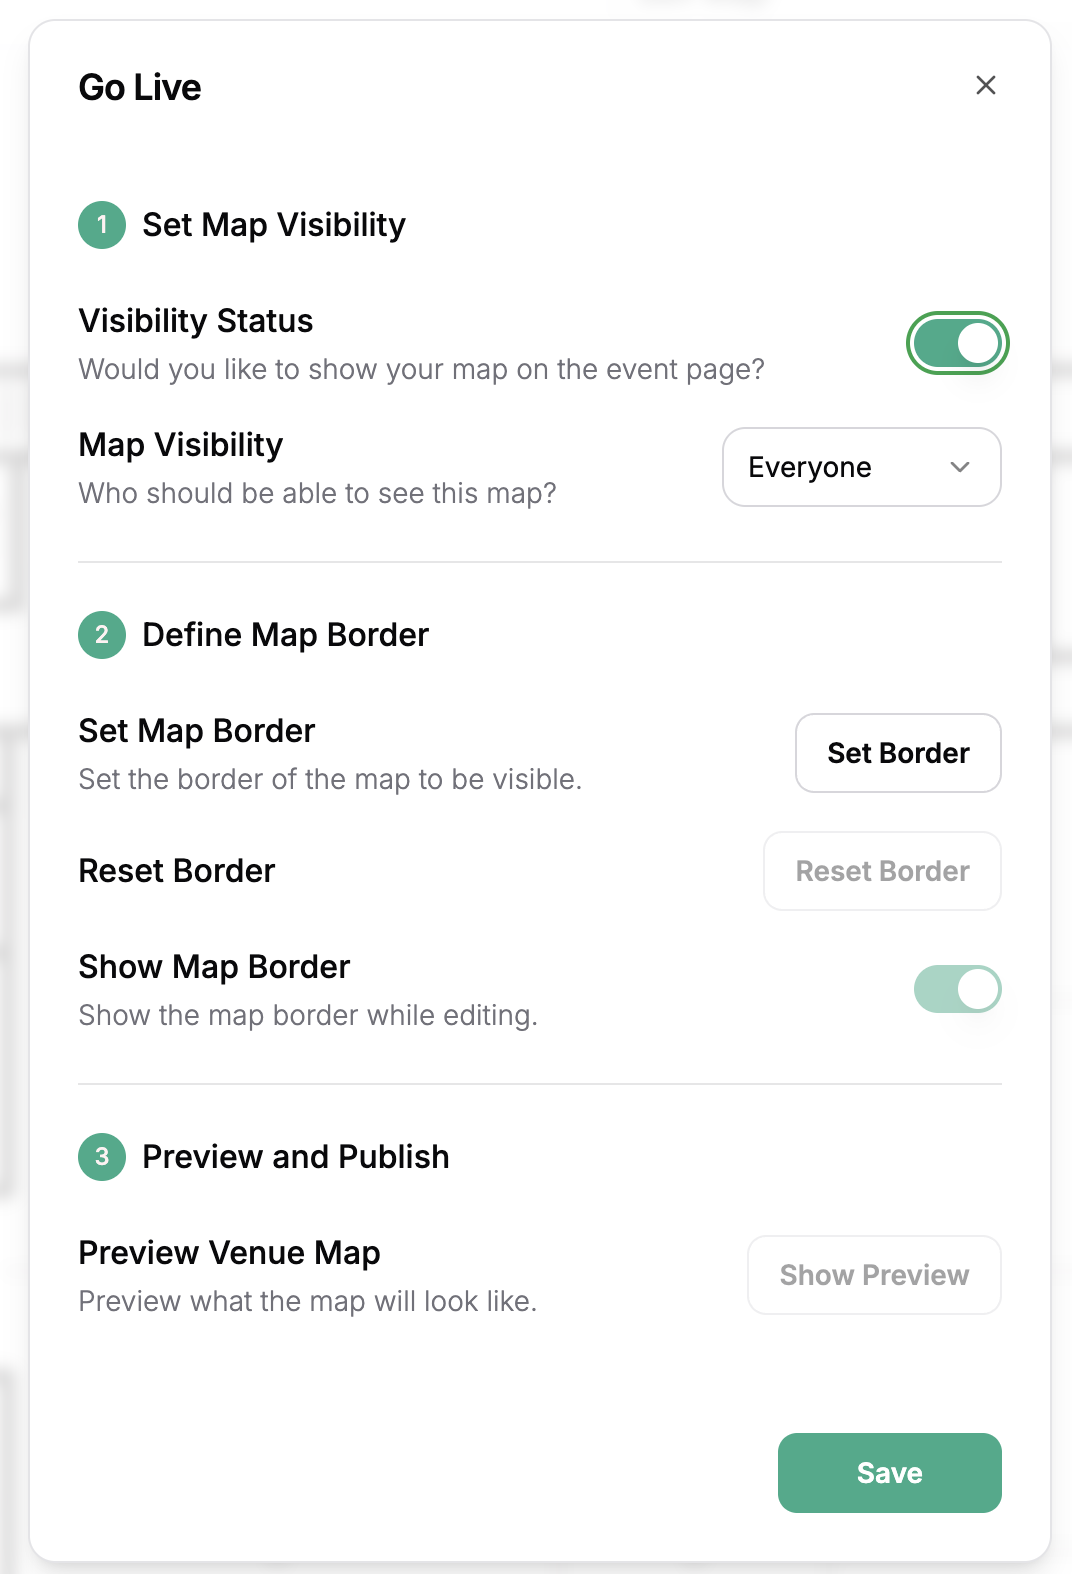 Go Live
1 Set Map Visibility
Visibility Status
Would you like to show your map on the event page?
Map Visibility
Everyone
Who should be able to see this map?
2 Define Map Border
Set Map Border
Set Border
Set the border of the map to be visible.
Reset Border
Reset Border
Show Map Border
Show the map border while editing.
3 Preview and Publish
Preview Venue Map
Show Preview
Preview what the map will look like.
Save